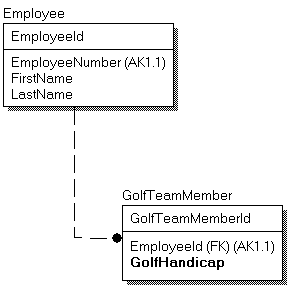 Employee
EmployeeId
EmployeeNumber (AK1.1)
FirstName
LastName
GolfTeamMember
GolfTeamMemberId
EmployeeId (FK) (AK1.1)
GolfHandicap